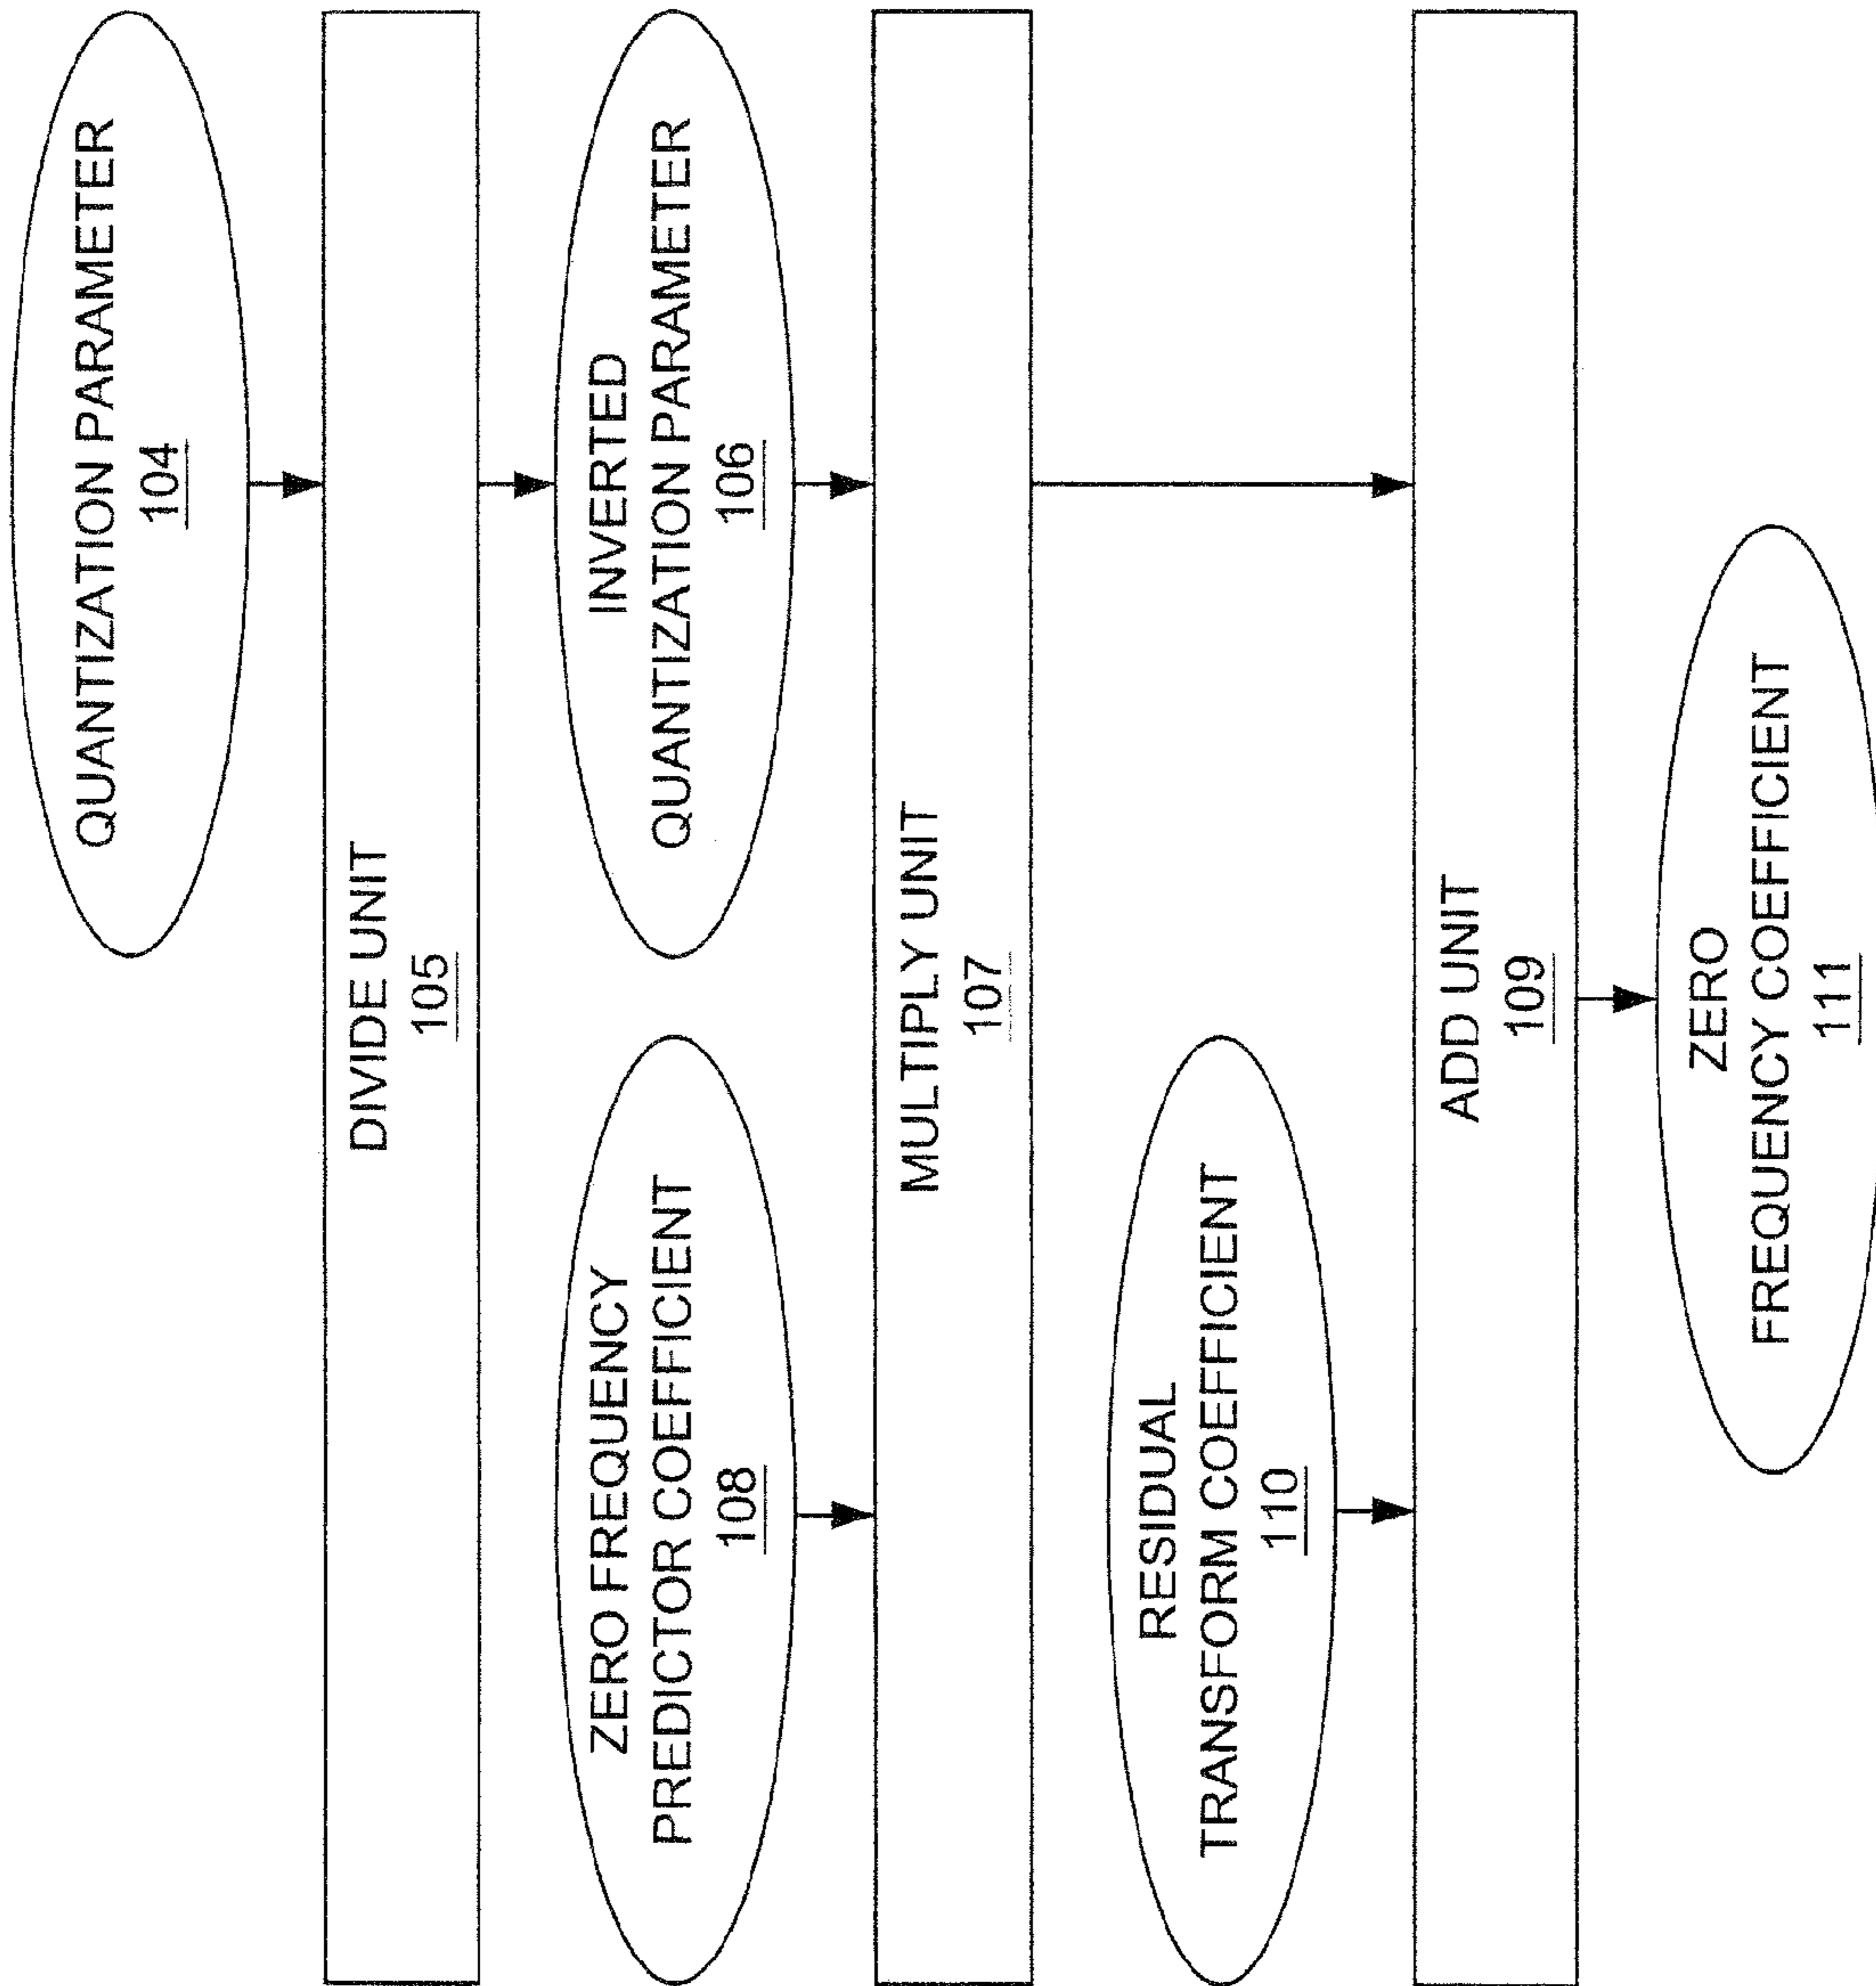 QUANTIZATION PARAMETER
104
DIVIDE UNIT
105
INVERTED
QUANTIZATION PARAMETER
106
ZERO FREQUENCY
PREDICTOR COEFFICIENT
108
MULTIPLY UNIT
107
RESIDUAL
TRANSFORM COEFFICIENT
110
ADD UNIT
109
ZERO
FREQUENCY COEFFICIENT
111